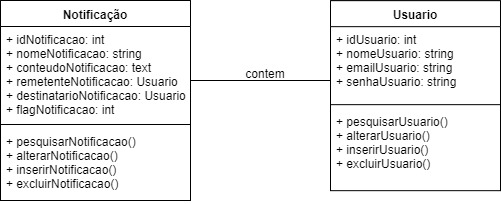 Notificação
+ idNotificacao: int
+ nomeNotificacao: string
+ conteudoNotificacao: text
+ remetenteNotificacao: Usuario
+ destinatarioNotificacao: Usuario
+ flagNotificacao: int
+ pesquisarNotificacao()
+ alterarNotificacao()
+ inserirNotificacao()
+ excluirNotificacao()
contem
Usuario
+ idUsuario: int
+ nomeUsuario: string
+ emailUsuario: string
+ senhaUsuario: string
+ pesquisarUsuario()
+ alterarUsuario()
+ inserirUsuario()
+ excluirUsuario()